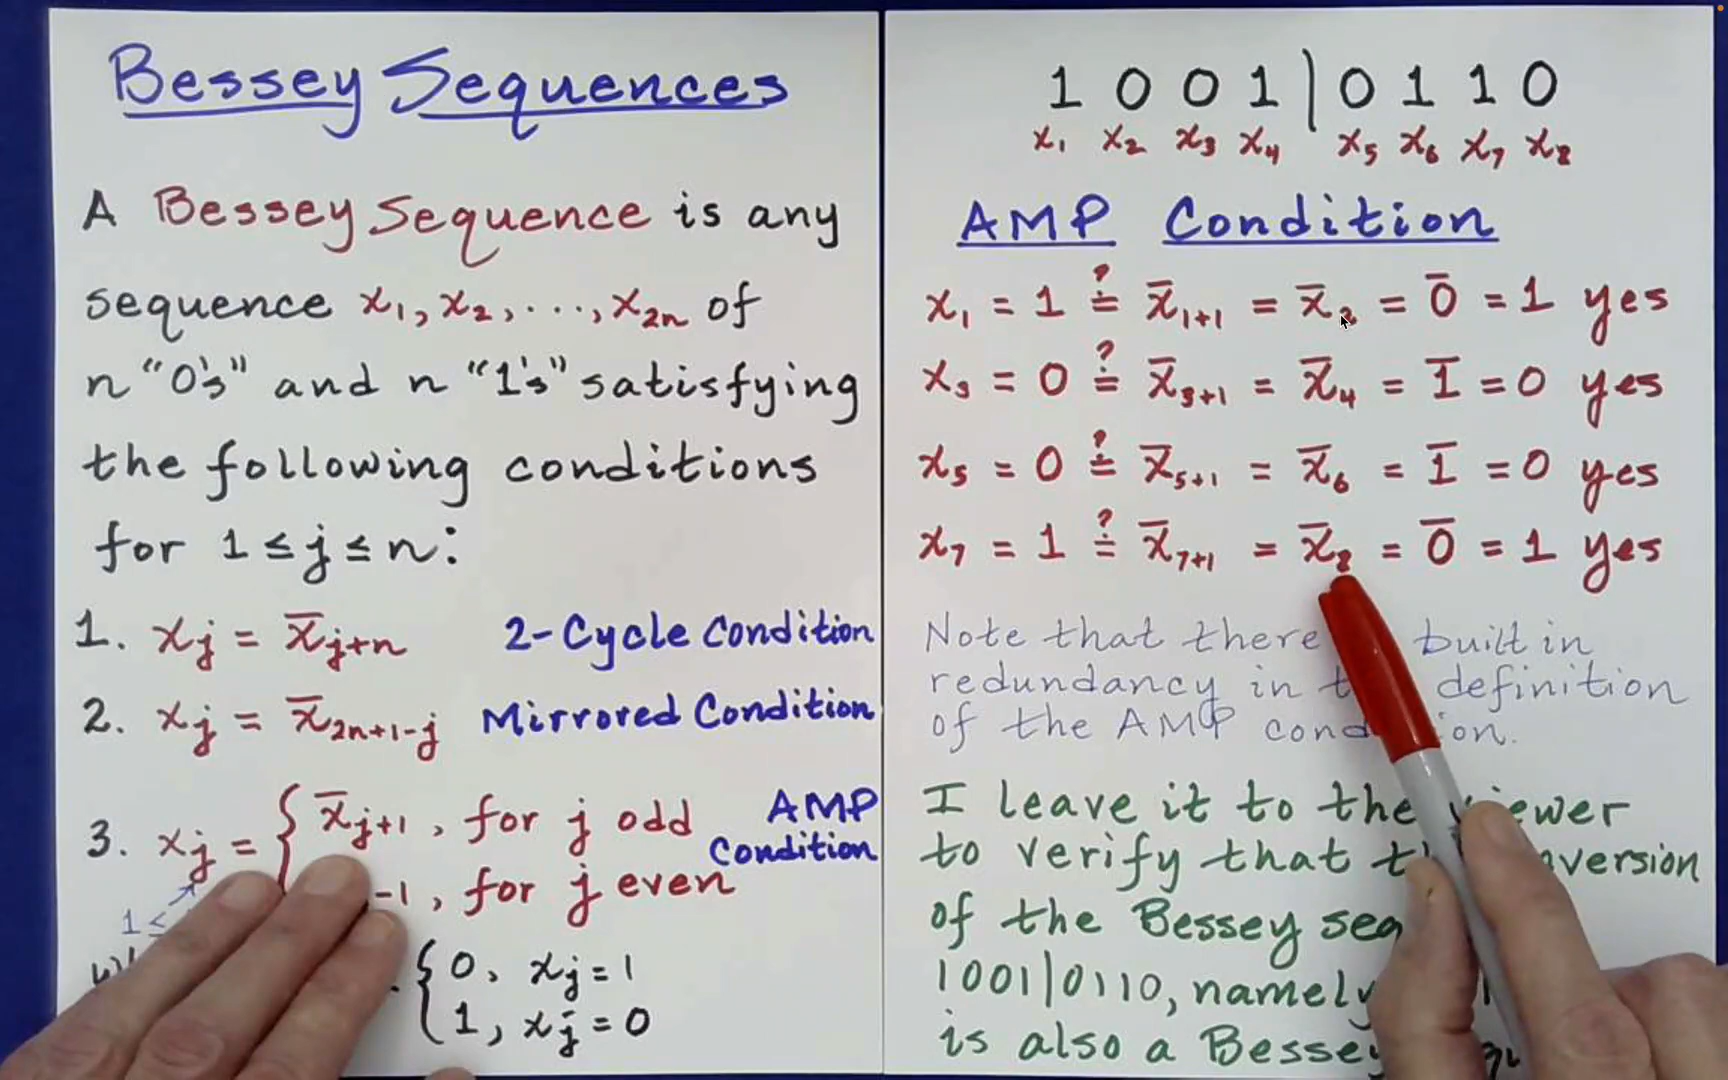 Bessey Sequences
A Bessey Sequence is any
sequence x₁, x₂, ..., x₂ₙ of
n "0's" and n "1's" satisfying
the following conditions
for 1 ≤ j ≤ n:
1. xⱼ = x̄ⱼ₊ₙ 2-Cycle Condition
2. xⱼ = x̄₂ₙ₊₁₋ⱼ Mirrored Condition
3. xⱼ = { x̄ⱼ₊₁, for j odd AMP
-1, for j even Condition
1 ≤
{ 0, xⱼ = 1
1, xⱼ = 0
1 0 0 1 | 0 1 1 0
x₁ x₂ x₃ x₄ x₅ x₆ x₇ x₈
AMP Condition
x₁ = 1 ≟ x̄₁₊₁ = x̄₂ = 0̄ = 1 yes
x₃ = 0 ≟ x̄₃₊₁ = x̄₄ = 1̄ = 0 yes
x₅ = 0 ≟ x̄₅₊₁ = x̄₆ = 1̄ = 0 yes
x₇ = 1 ≟ x̄₇₊₁ = x̄₈ = 0̄ = 1 yes
Note that there built in
redundancy in definition
of the AMP
I leave it to the viewer
to verify that
of the Bessey
1001|0110, namely
is also a Bessey